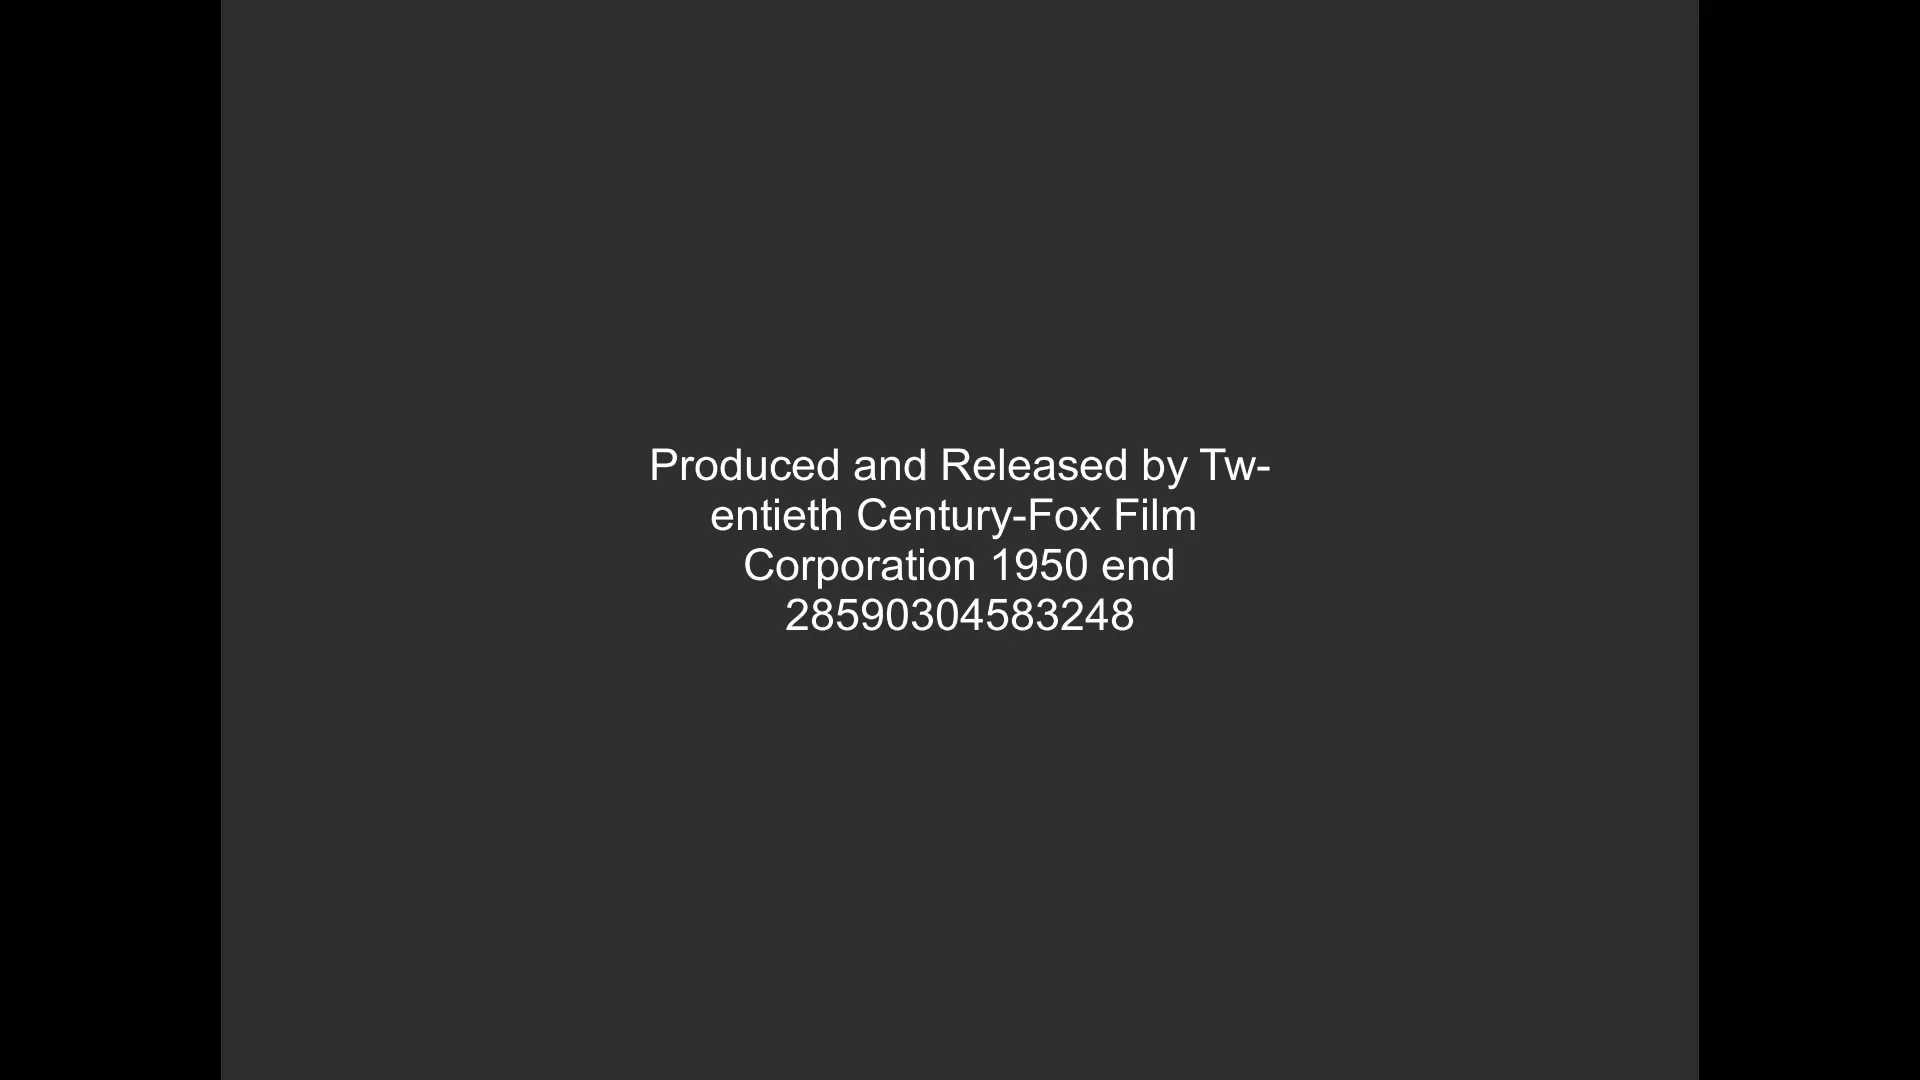 Produced and Released by Tw-
entieth Century-Fox Film
Corporation 1950 end
28590304583248